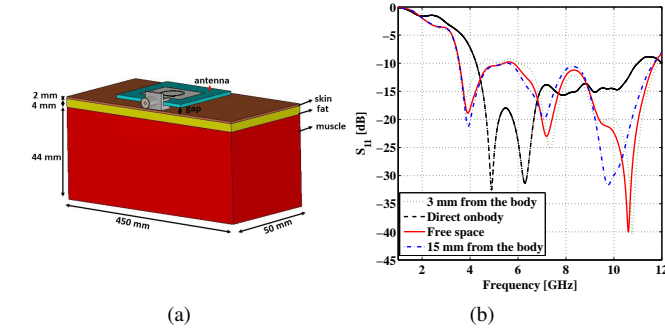 antenna
gap
skin
fat
muscle
2 mm
4 mm
44 mm
450 mm
50 mm
(a)
0
−5
−10
−15
−20
−25
−30
−35
−40
−45
S11 [dB]
3 mm from the body
Direct onbody
Free space
15 mm from the body
2 4 6 8 10 12
Frequency [GHz]
(b)